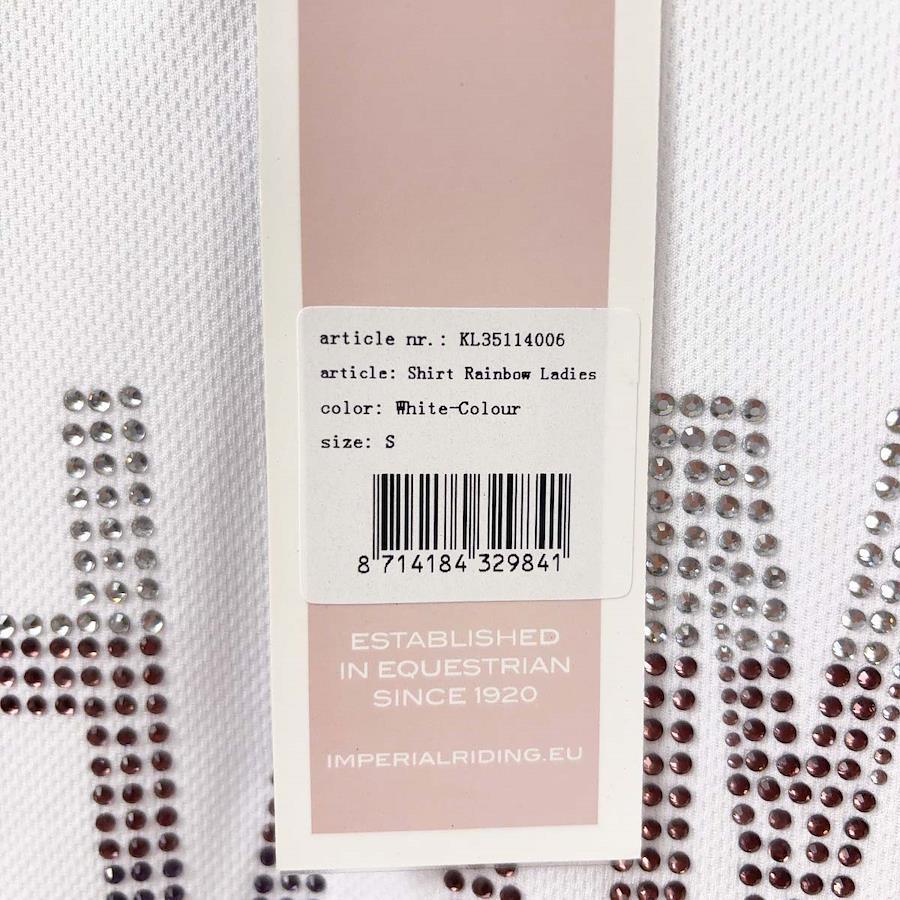 article nr.: KL35114006
article: Shirt Rainbow Ladies
color: White-Colour
size: S
8 714184 329841
ESTABLISHED
IN EQUESTRIAN
SINCE 1920
IMPERIALRIDING.EU